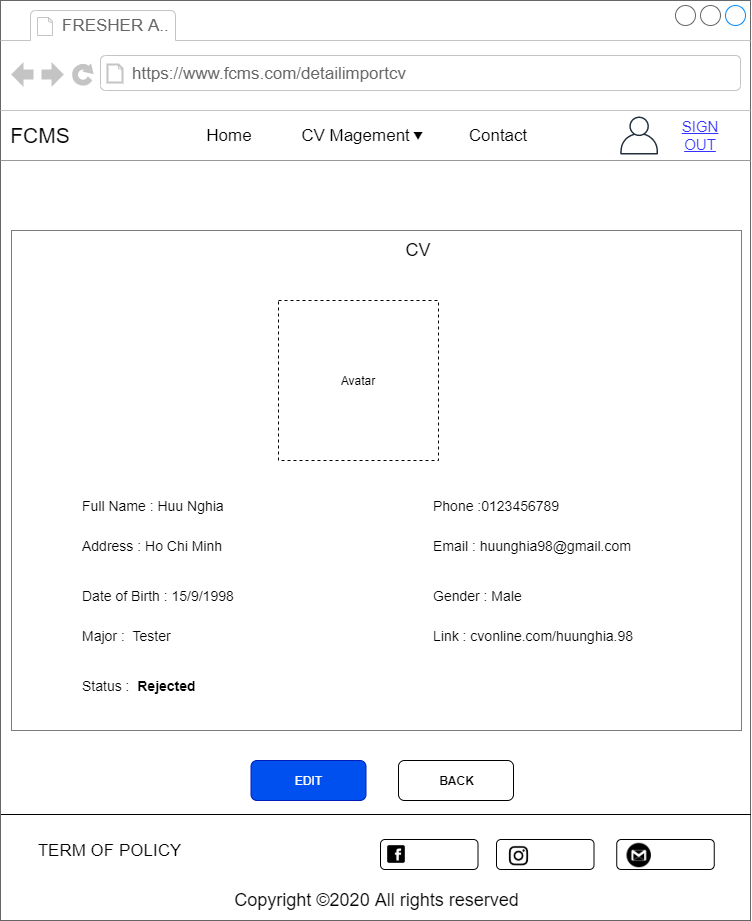 FRESHER A..
https://www.fcms.com/detailimportcv
FCMS Home CV Magement Contact SIGN
OUT
CV
Avatar
Full Name : Huu Nghia Phone :0123456789
Address : Ho Chi Minh Email : huunghia98@gmail.com
Date of Birth : 15/9/1998 Gender : Male
Major : Tester Link : cvonline.com/huunghia.98
Status : Rejected
EDIT BACK
TERM OF POLICY
Copyright ©2020 All rights reserved